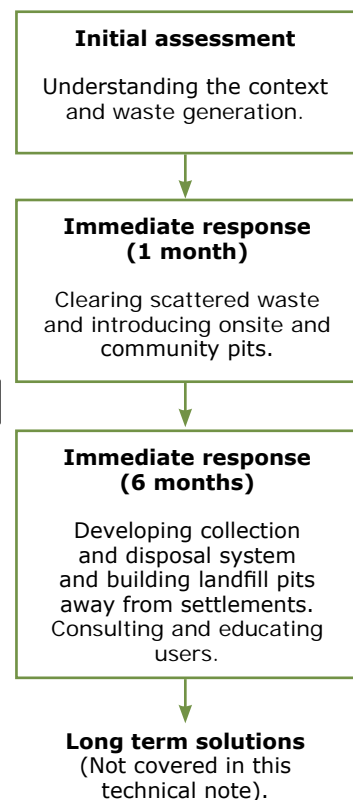 Initial assessment
Understanding the context
and waste generation.
Immediate response
(1 month)
Clearing scattered waste
and introducing onsite and
community pits.
Immediate response
(6 months)
Developing collection
and disposal system
and building landfill pits
away from settlements.
Consulting and educating
users.
Long term solutions
(Not covered in this
technical note).